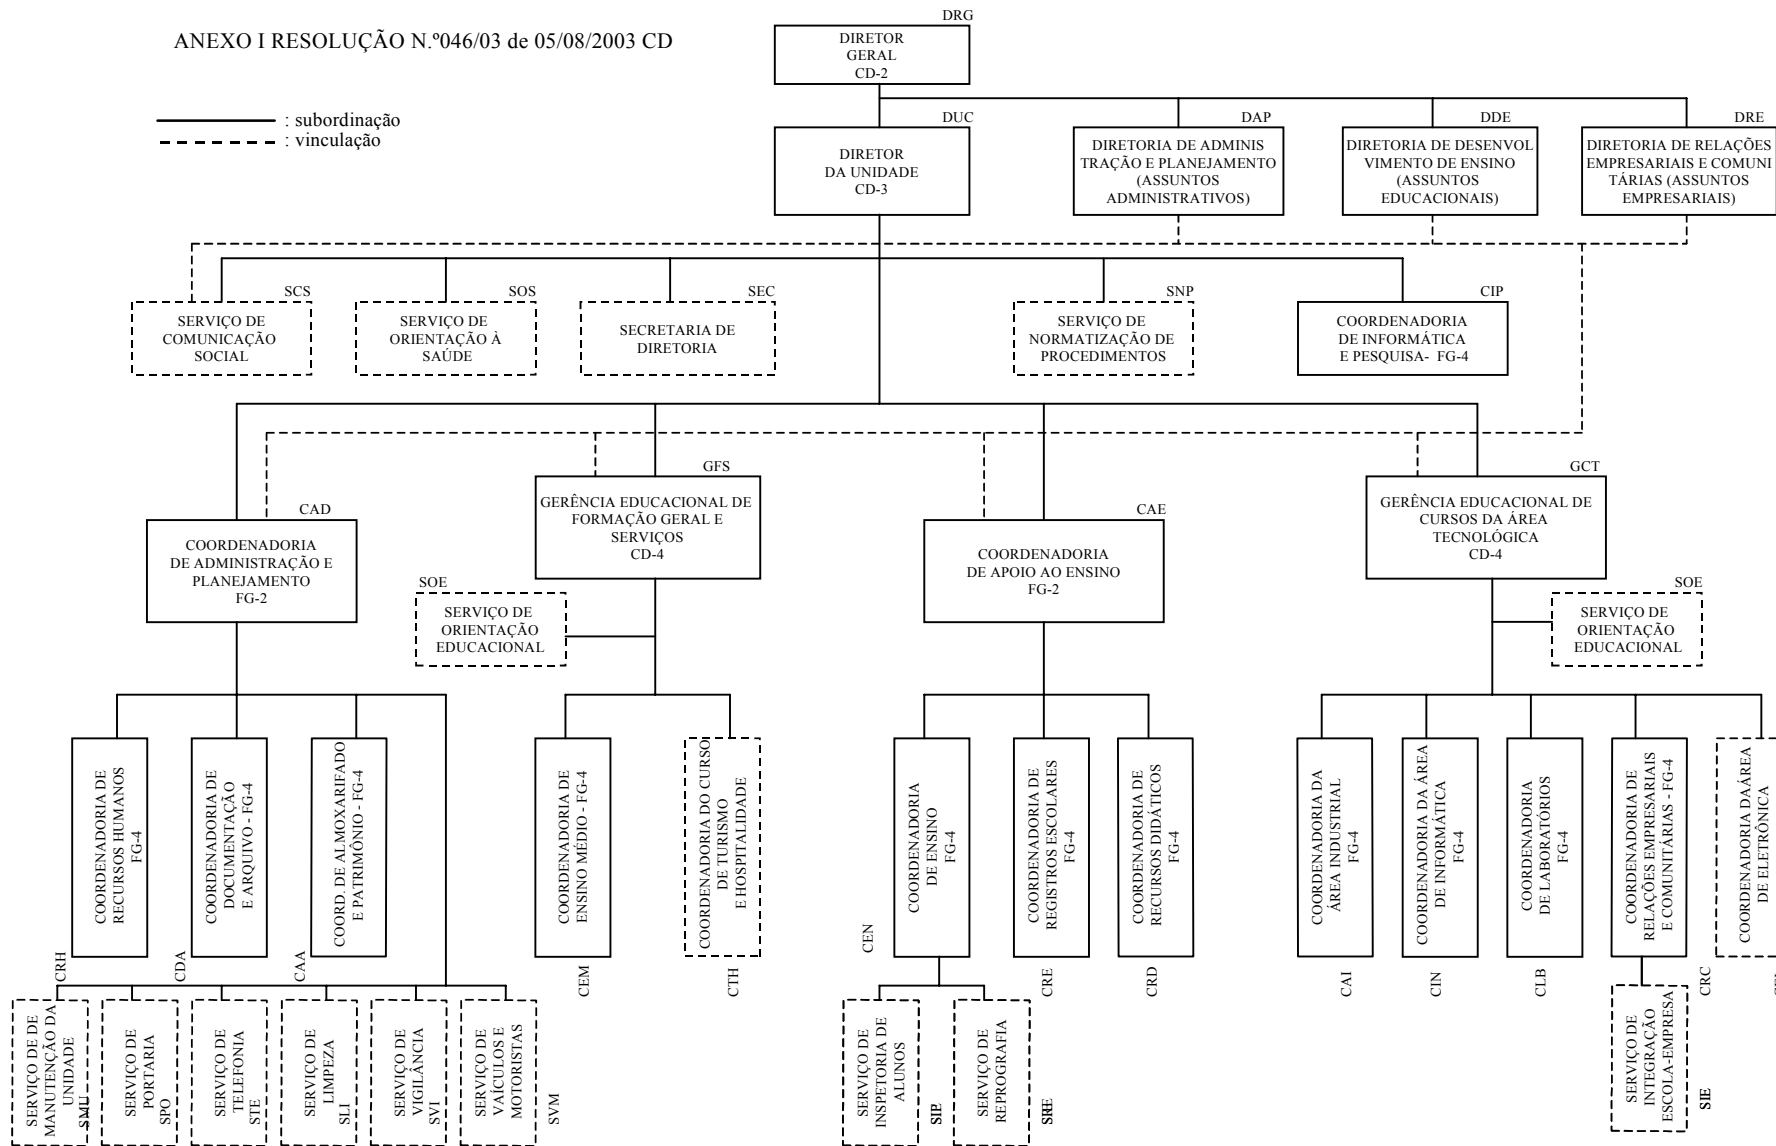 DRG
ANEXO I RESOLUÇÃO N.º046/03 de 05/08/2003 CD
DIRETOR
GERAL
CD-2
: subordinação
: vinculação
DUC
DIRETOR
DA UNIDADE
CD-3
DAP
DIRETORIA DE ADMINIS
TRAÇÃO E PLANEJAMENTO
(ASSUNTOS
ADMINISTRATIVOS)
DDE
DIRETORIA DE DESENVOL
VIMENTO DE ENSINO
(ASSUNTOS
EDUCACIONAIS)
DRE
DIRETORIA DE RELAÇÕES
EMPRESARIAIS E COMUNI
TÁRIAS (ASSUNTOS
EMPRESARIAIS)
SCS
SERVIÇO DE
COMUNICAÇÃO
SOCIAL
SOS
SERVIÇO DE
ORIENTAÇÃO À
SAÚDE
SEC
SECRETARIA DE
DIRETORIA
SNP
SERVIÇO DE
NORMATIZAÇÃO DE
PROCEDIMENTOS
CIP
COORDENADORIA
DE INFORMÁTICA
E PESQUISA- FG-4
CAD
COORDENADORIA
DE ADMINISTRAÇÃO E
PLANEJAMENTO
FG-2
GFS
GERÊNCIA EDUCACIONAL DE
FORMAÇÃO GERAL E
SERVIÇOS
CD-4
SOE
SERVIÇO DE
ORIENTAÇÃO
EDUCACIONAL
CAE
COORDENADORIA
DE APOIO AO ENSINO
FG-2
GCT
GERÊNCIA EDUCACIONAL DE
CURSOS DA ÁREA
TECNOLÓGICA
CD-4
SOE
SERVIÇO DE
ORIENTAÇÃO
EDUCACIONAL
COORDENADORIA DE
RECURSOS HUMANOS
FG-4
CRH
COORDENADORIA DE
DOCUMENTAÇÃO
E ARQUIVO - FG-4
CDA
COORD. DE ALMOXARIFADO
E PATRIMÔNIO - FG-4
CAA
COORDENADORIA DE
ENSINO MÉDIO - FG-4
CEM
COORDENADORIA DO CURSO
DE TURISMO
E HOSPITALIDADE
CTH
COORDENADORIA
DE ENSINO
FG-4
CEN
COORDENADORIA DE
REGISTROS ESCOLARES
FG-4
CRE
COORDENADORIA DE
RECURSOS DIDÁTICOS
FG-4
CRD
COORDENADORIA DA
ÁREA INDUSTRIAL
FG-4
CAI
COORDENADORIA DA ÁREA
DE INFORMÁTICA
FG-4
CIN
COORDENADORIA
DE LABORATÓRIOS
FG-4
CLB
COORDENADORIA DE
RELAÇÕES EMPRESARIAIS
E COMUNITÁRIAS - FG-4
CRC
COORDENADORIA DA ÁREA
DE ELETRÔNICA
SERVIÇO DE DE
MANUTENÇÃO DA
UNIDADE
SMU
SERVIÇO DE
PORTARIA
SPO
SERVIÇO DE
TELEFONIA
STE
SERVIÇO DE
LIMPEZA
SLI
SERVIÇO DE
VIGILÂNCIA
SVI
SERVIÇO DE
VAÍCULOS E
MOTORISTAS
SVM
SERVIÇO DE
INSPETORIA DE
ALUNOS
SERVIÇO DE
REPROGRAFIA
SERVIÇO DE
INTEGRAÇÃO
ESCOLA-EMPRESA